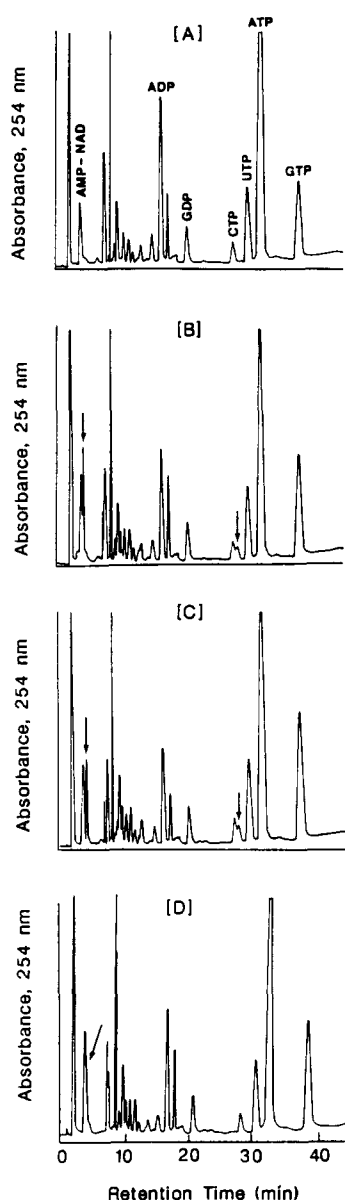 [A]
ATP
ADP
AMP-NAD
GDP
CTP
UTP
GTP
Absorbance, 254 nm
[B]
Absorbance, 254 nm
[C]
Absorbance, 254 nm
[D]
Absorbance, 254 nm
0 10 20 30 40
Retention Time (min)